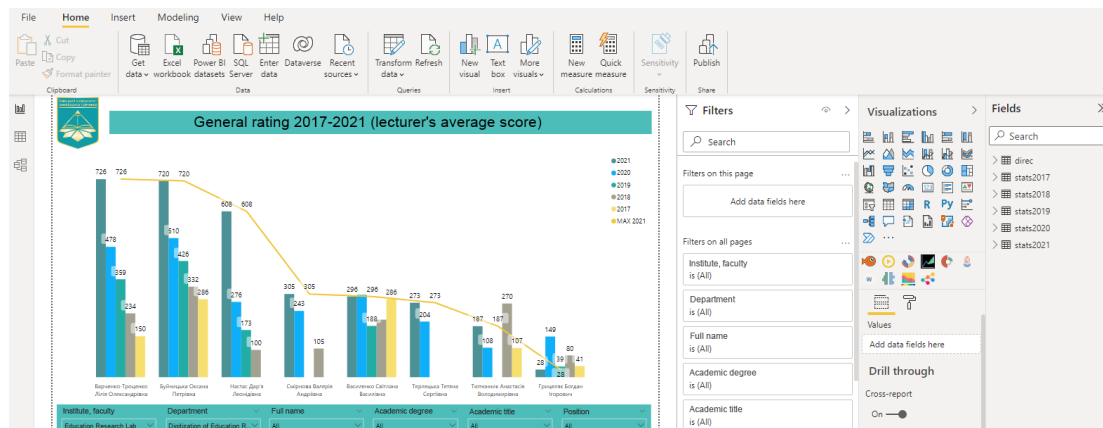 File Home Insert Modeling View Help
Cut
Copy
Format painter
Paste
Get data
Excel workbook
Power BI datasets
SQL Server
Enter data
Dataverse
Recent sources
Transform data
Refresh
New visual
Text box
More visuals
New measure
Quick measure
Sensitivity
Publish
Clipboard Data Queries Insert Calculations Sensitivity Share
General rating 2017-2021 (lecturer's average score)
2021
2020
2019
2018
2017
MAX 2021
726 726 720 720
608 608
478 510
426
359 332
305 305 296 296 286
286 276 273 273 270
234 243
204
173 188 187 187
150 149
100 105 108 107
80
28 39 41
28
Варченко-Троценко Лілія Олександрівна
Буйницька Оксана Петрівна
Настас Дар'я Леонідівна
Смірнова Валерія Андріївна
Василенко Світлана Василівна
Терлецька Тетяна Сергіївна
Тютюнник Анастасія Володимирівна
Грицеляк Богдан Ігорович
Institute, faculty Department Full name Academic degree Academic title Position
Education Research Lab Digitization of Education R... All All All All
Filters
Search
Filters on this page ...
Add data fields here
Filters on all pages ...
Institute, faculty
is (All)
Department
is (All)
Full name
is (All)
Academic degree
is (All)
Academic title
is (All)
Visualizations
R Py
...
Values
Add data fields here
Drill through
Cross-report
On
Fields
Search
direc
stats2017
stats2018
stats2019
stats2020
stats2021